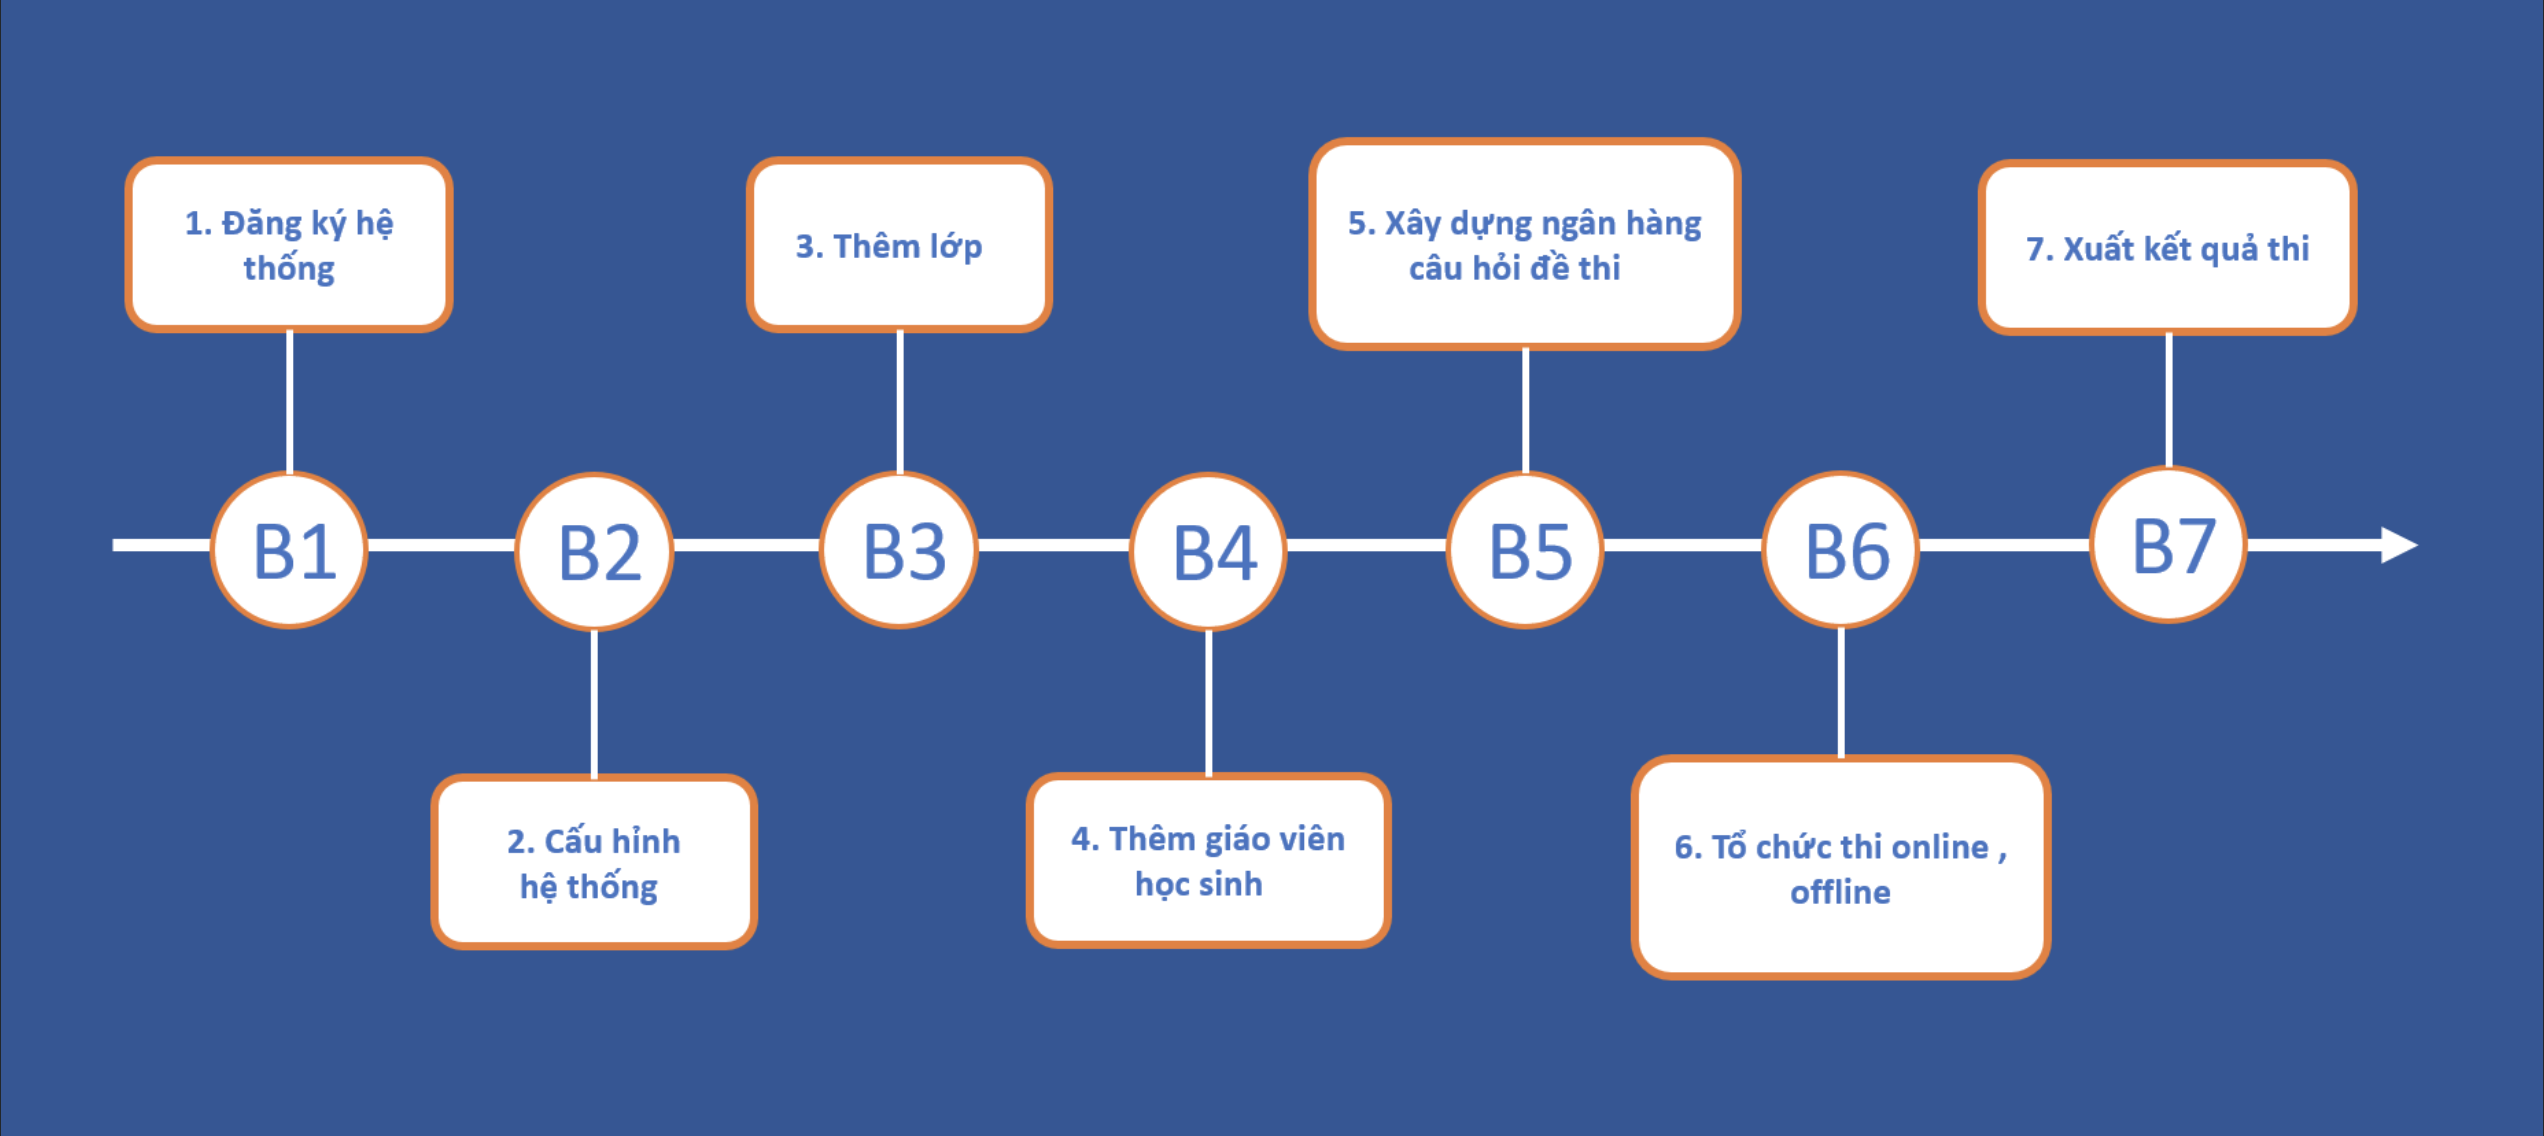 1. Đăng ký hệ
thống
3. Thêm lớp
5. Xây dựng ngân hàng
câu hỏi đề thi
7. Xuất kết quả thi
B1
B2
B3
B4
B5
B6
B7
2. Cấu hỉnh
hệ thống
4. Thêm giáo viên
học sinh
6. Tổ chức thi online ,
offline